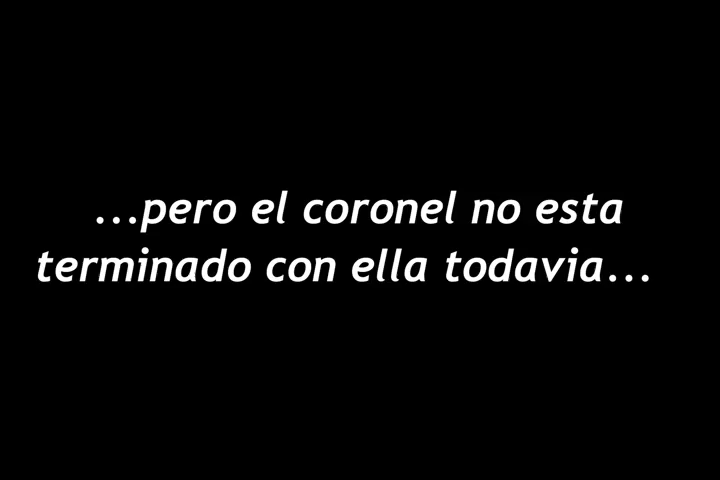 ...pero el coronel no esta
terminado con ella todavia...